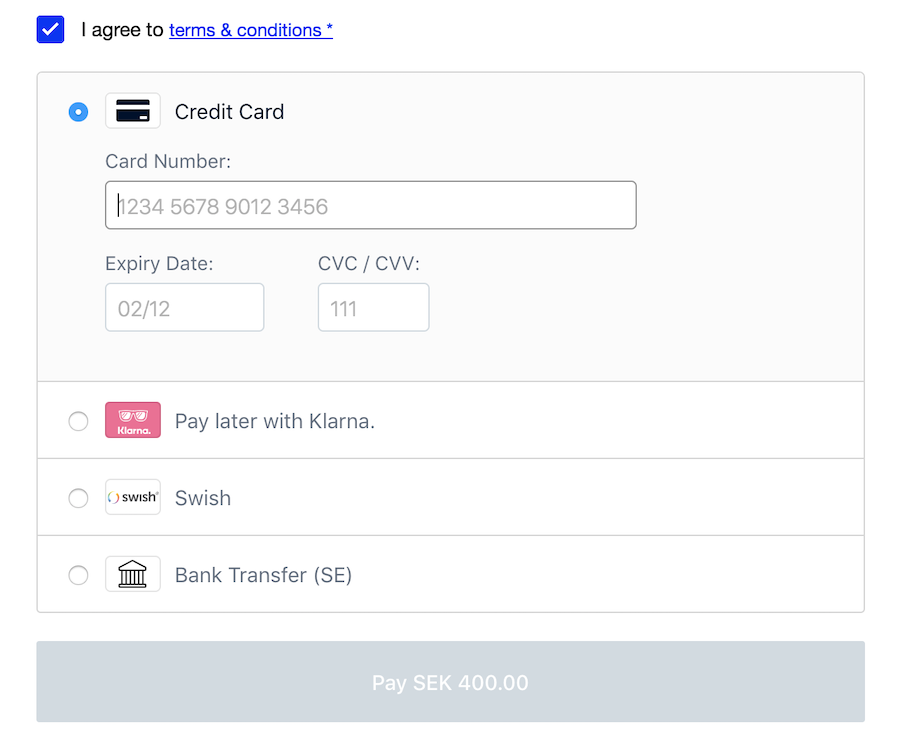 I agree to terms & conditions *
Credit Card
Card Number:
1234 5678 9012 3456
Expiry Date: CVC / CVV:
02/12 111
Klarna. Pay later with Klarna.
swish Swish
Bank Transfer (SE)
Pay SEK 400.00